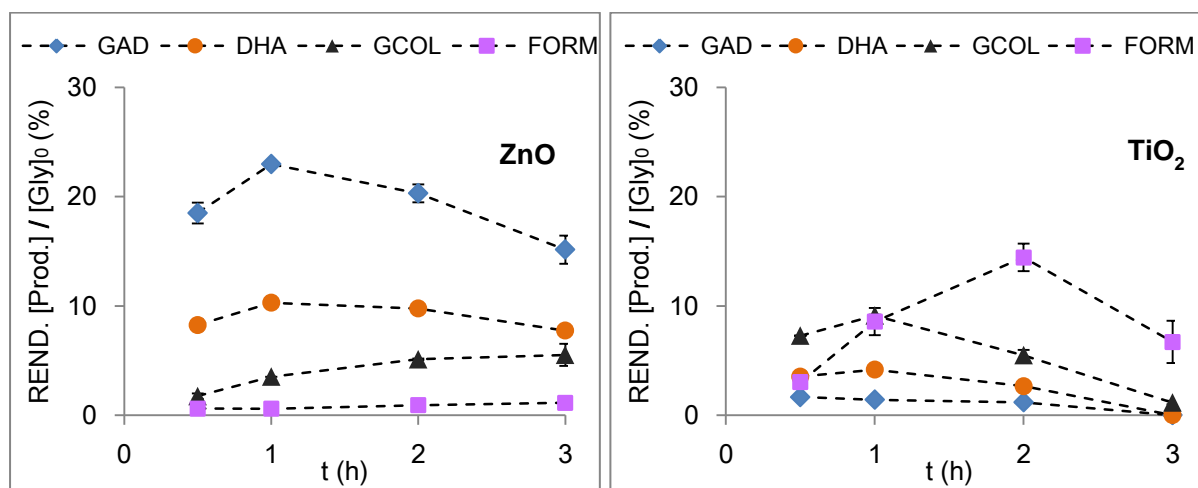 GAD DHA GCOL FORM
30
20
10
0
0 1 2 3
REND. [Prod.] / [Gly]0 (%)
t (h)
ZnO
GAD DHA GCOL FORM
30
20
10
0
0 1 2 3
REND. [Prod.] / [Gly]0 (%)
t (h)
TiO2